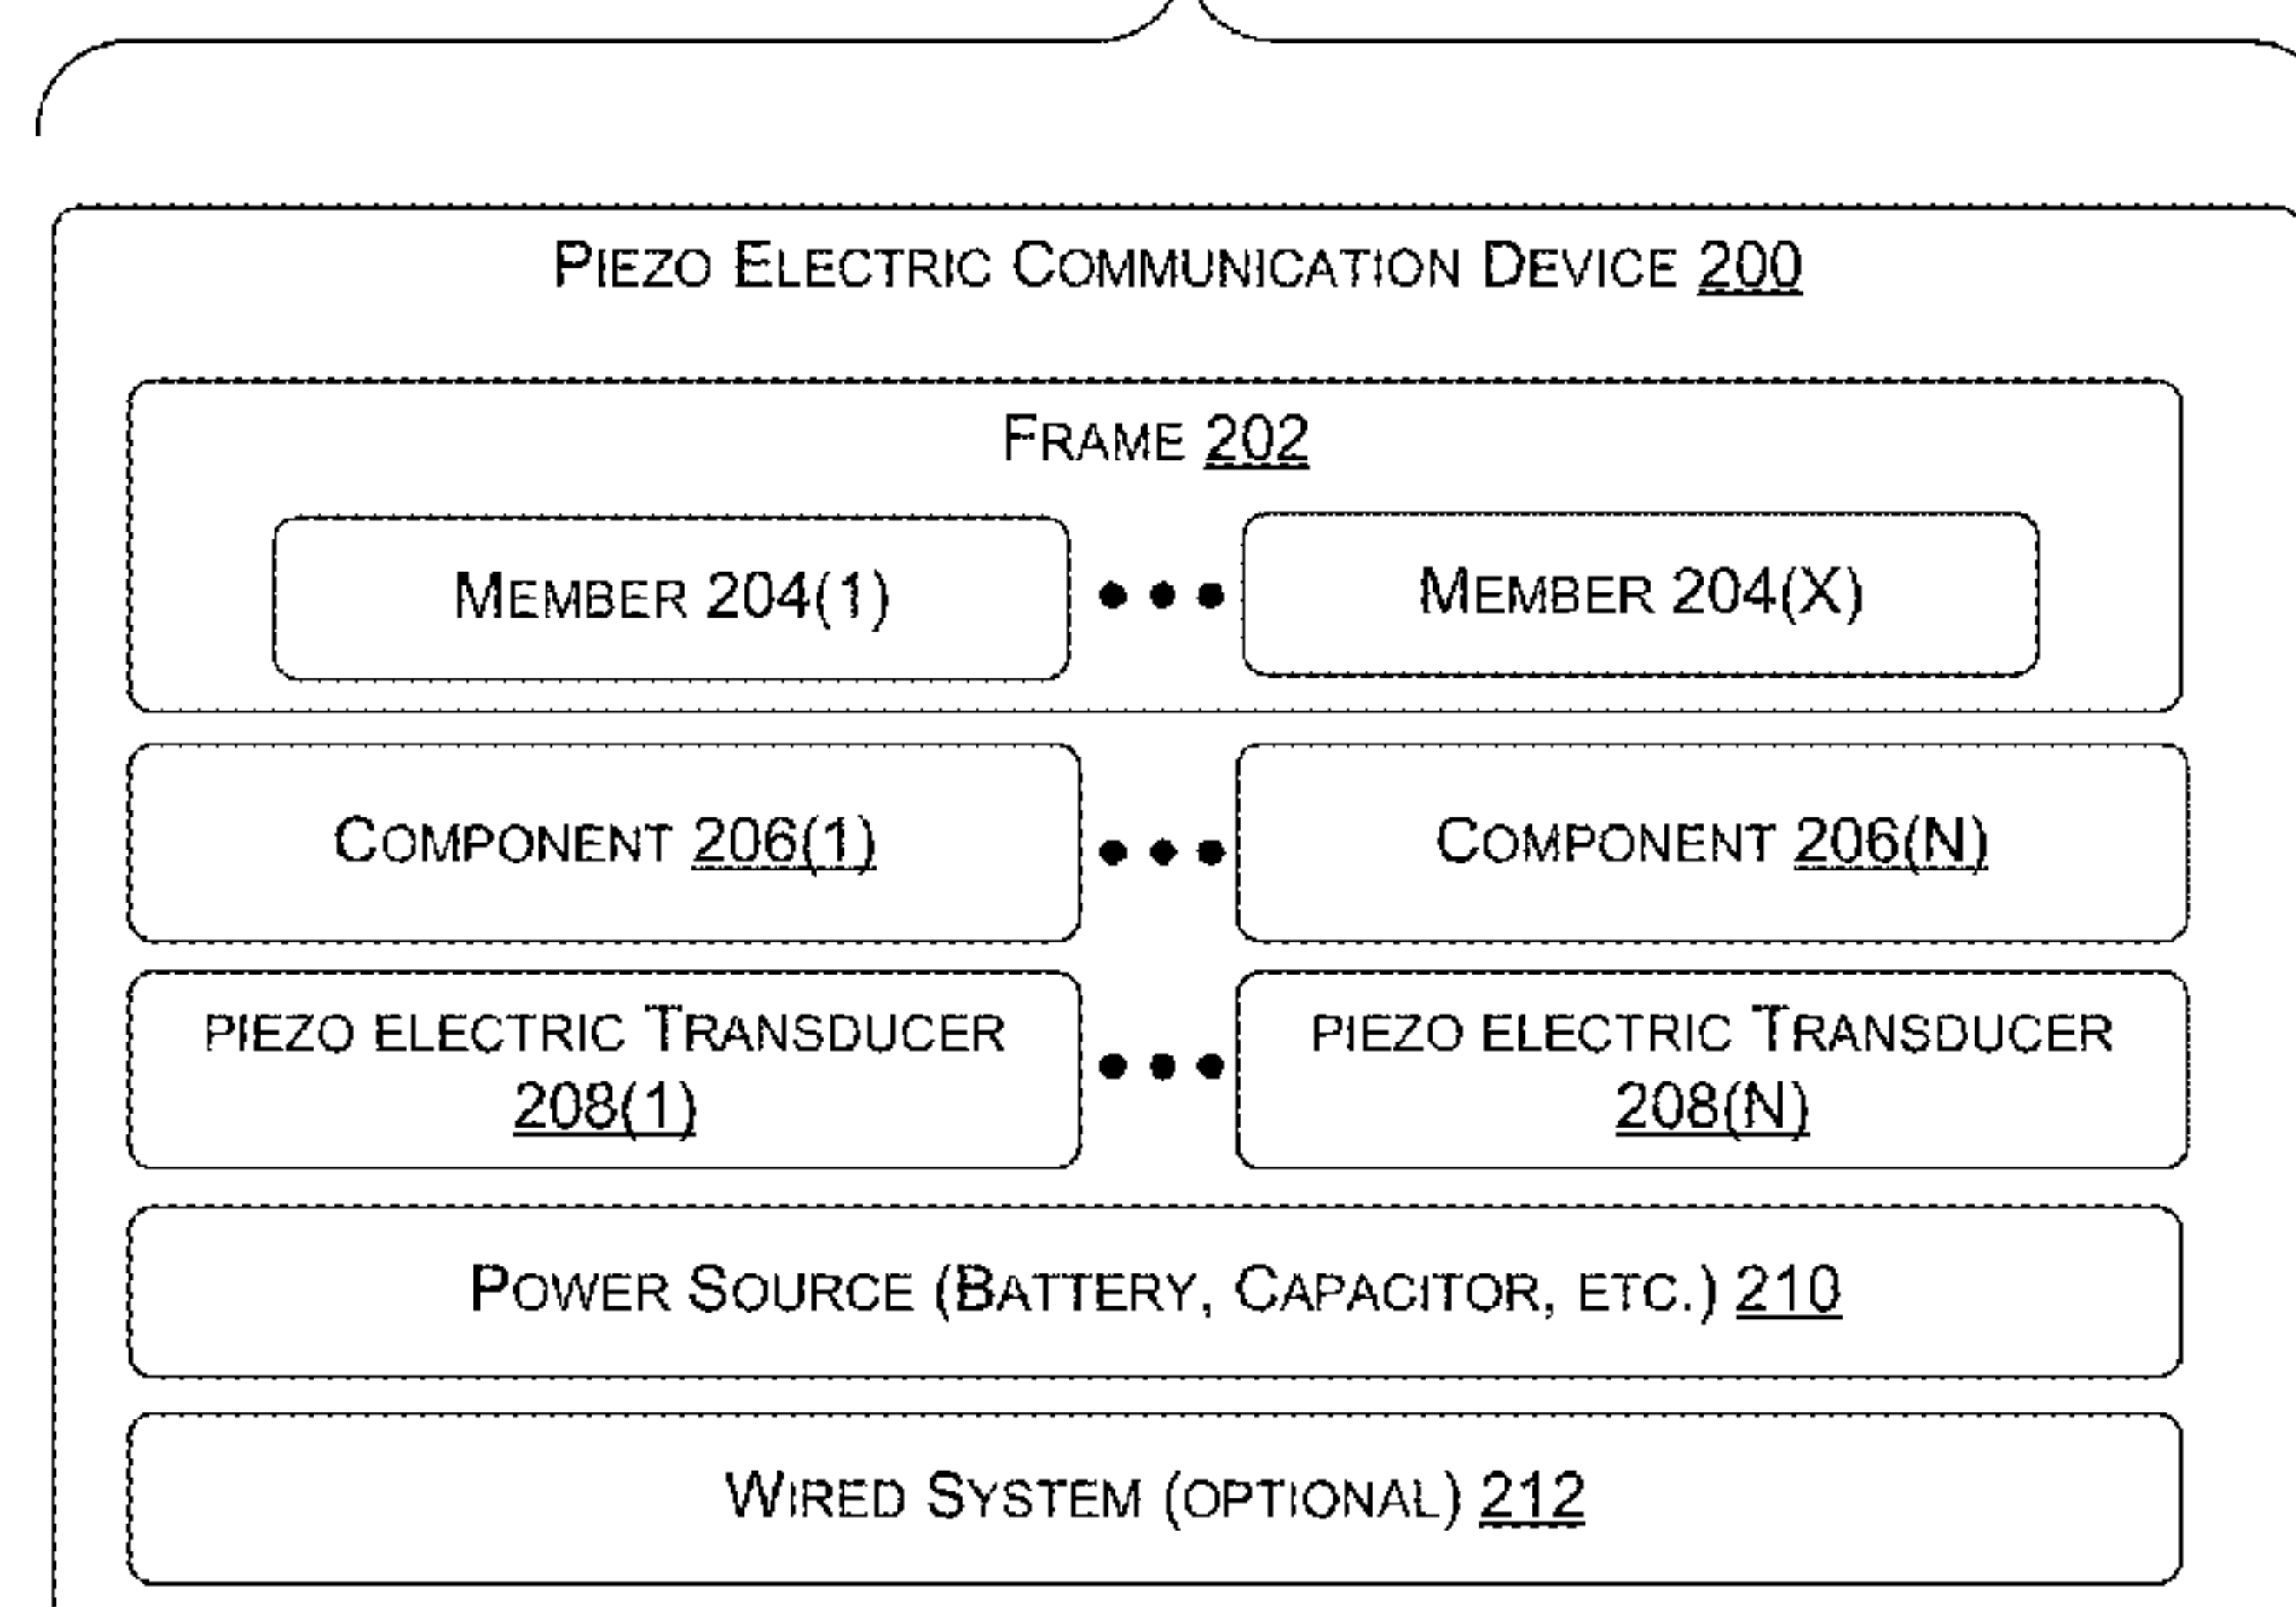 PIEZO ELECTRIC COMMUNICATION DEVICE 200
FRAME 202
MEMBER 204(1)
MEMBER 204(X)
COMPONENT 206(1)
COMPONENT 206(N)
PIEZO ELECTRIC TRANSDUCER
208(1)
PIEZO ELECTRIC TRANSDUCER
208(N)
POWER SOURCE (BATTERY, CAPACITOR, ETC.) 210
WIRED SYSTEM (OPTIONAL) 212